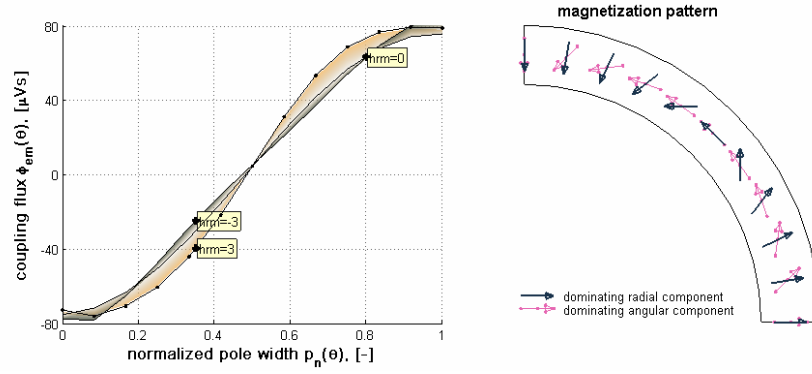 magnetization pattern
80
40
0
-40
-80
coupling flux ϕem(θ), [μVs]
hrm=0
hrm=-3
hrm=3
0 0.2 0.4 0.6 0.8 1
normalized pole width pn(θ), [-]
dominating radial component
dominating angular component